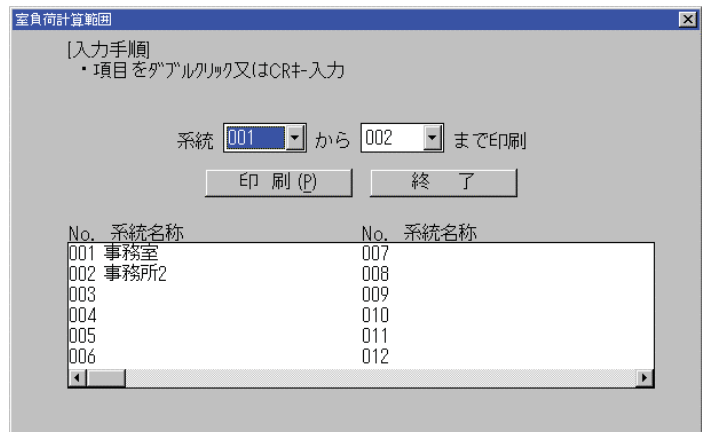 室負荷計算範囲
[入力手順]
・項目をﾀﾞﾌﾞﾙｸﾘｯｸ又はCRｷｰ入力
系統 001 から 002 まで印刷
印 刷(P) 終 了
No. 系統名称 No. 系統名称
001 事務室 007
002 事務所2 008
003 009
004 010
005 011
006 012